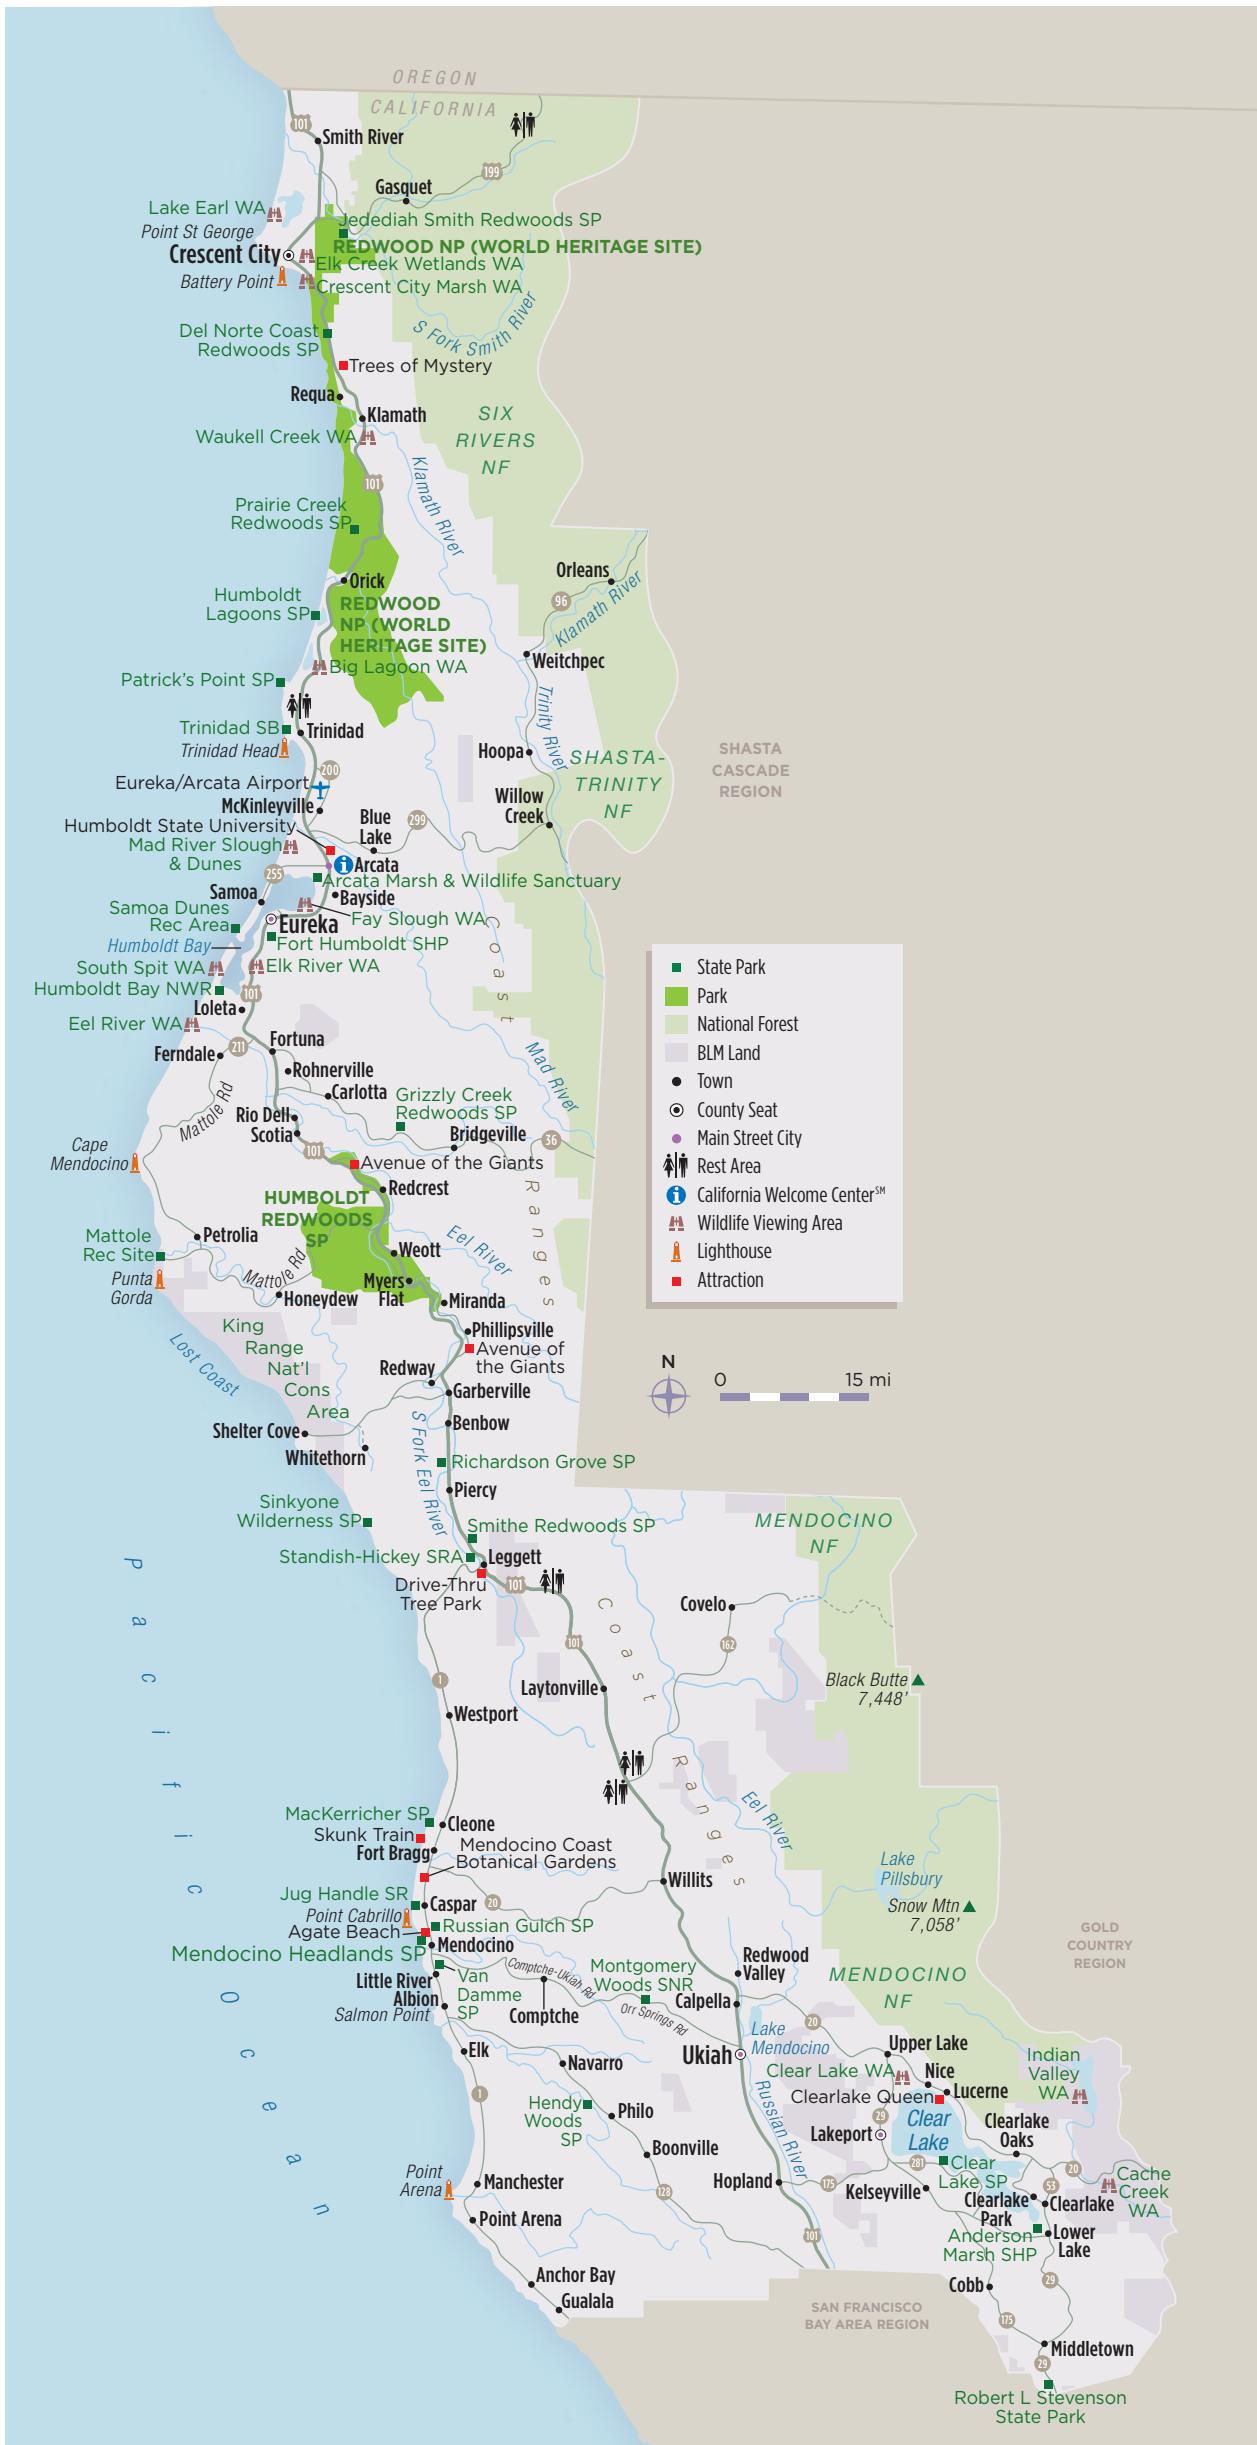 OREGON
CALIFORNIA
101
Smith River
199
Gasquet
Lake Earl WA
Point St George
Jedediah Smith Redwoods SP
REDWOOD NP (WORLD HERITAGE SITE)
Crescent City
Elk Creek Wetlands WA
Battery Point
Crescent City Marsh WA
S Fork Smith River
Del Norte Coast
Redwoods SP
Trees of Mystery
Requa
Klamath
SIX
RIVERS
NF
Waukell Creek WA
Klamath River
101
Prairie Creek
Redwoods SP
Orick
Orleans
96
Klamath River
Humboldt
Lagoons SP
REDWOOD
NP (WORLD
HERITAGE SITE)
Weitchpec
Big Lagoon WA
Patrick's Point SP
Trinity River
Trinidad SB
Trinidad
Trinidad Head
Hoopa
SHASTA-
TRINITY
NF
SHASTA
CASCADE
REGION
200
Eureka/Arcata Airport
McKinleyville
Willow
Creek
Blue
Lake
299
Humboldt State University
Mad River Slough
& Dunes
Arcata
255
Arcata Marsh & Wildlife Sanctuary
Samoa
Bayside
Samoa Dunes
Rec Area
Fay Slough WA
Eureka
Humboldt Bay
Fort Humboldt SHP
South Spit WA
Elk River WA
Humboldt Bay NWR
101
Loleta
Eel River WA
Coast
State Park
Park
National Forest
BLM Land
Town
County Seat
Main Street City
Rest Area
California Welcome Center℠
Wildlife Viewing Area
Lighthouse
Attraction
Fortuna
211
Ferndale
Rohnerville
Mad River
Carlotta
Mattole Rd
Grizzly Creek
Redwoods SP
Rio Dell
Scotia
Bridgeville
36
101
Cape
Mendocino
Avenue of the Giants
Redcrest
HUMBOLDT
REDWOODS
SP
Ranges
Mattole
Rec Site
Petrolia
Eel River
Weott
Punta
Gorda
Mattole Rd
Honeydew
Myers
Flat
Miranda
King
Range
Nat'l
Cons
Area
Phillipsville
Avenue of
the Giants
Lost Coast
Redway
Garberville
N
0
15 mi
Shelter Cove
Benbow
S Fork Eel River
Whitethorn
Richardson Grove SP
Piercy
Sinkyone
Wilderness SP
Smithe Redwoods SP
MENDOCINO
NF
Standish-Hickey SRA
Leggett
Drive-Thru
Tree Park
101
Pacific Ocean
Coast
Covelo
101
162
1
Laytonville
Black Butte
7,448'
Westport
Ranges
Eel River
MacKerricher SP
Cleone
Skunk Train
Fort Bragg
Mendocino Coast
Botanical Gardens
Lake
Pillsbury
Willits
Jug Handle SR
Caspar
20
Snow Mtn
7,058'
Point Cabrillo
Agate Beach
Russian Gulch SP
Mendocino Headlands SP
Mendocino
GOLD
COUNTRY
REGION
Little River
Van
Damme
SP
Comptche-Ukiah Rd
Montgomery
Woods SNR
Redwood
Valley
MENDOCINO
NF
Albion
Salmon Point
Comptche
Orr Springs Rd
Calpella
20
Lake
Mendocino
Elk
Ukiah
Upper Lake
Navarro
Clear Lake WA
Nice
Indian
Valley
WA
1
Russian River
Clearlake Queen
Lucerne
Hendy
Woods
SP
Philo
29
Lakeport
Clear
Lake
Clearlake
Oaks
Boonville
281
Clear
Lake SP
20
Point
Arena
Manchester
128
Hopland
175
Kelseyville
53
Cache
Creek
WA
Clearlake
Park
Clearlake
Point Arena
101
Anderson
Marsh SHP
Lower
Lake
Anchor Bay
Cobb
29
Gualala
SAN FRANCISCO
BAY AREA REGION
175
Middletown
29
Robert L Stevenson
State Park